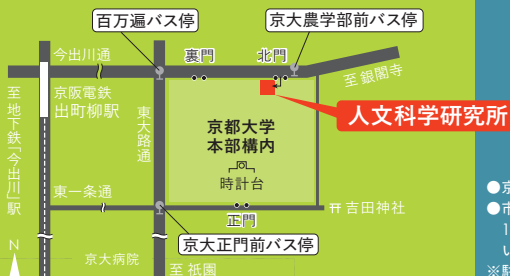 百万遍バス停
京大農学部前バス停
今出川通
裏門
北門
至 銀閣寺
京阪電鉄
出町柳駅
至 地下鉄「今出川」駅
東大路通
人文科学研究所
京都大学
本部構内
時計台
東一条通
正門
吉田神社
京大正門前バス停
N
京大病院
至 祇園
●京
●市
い